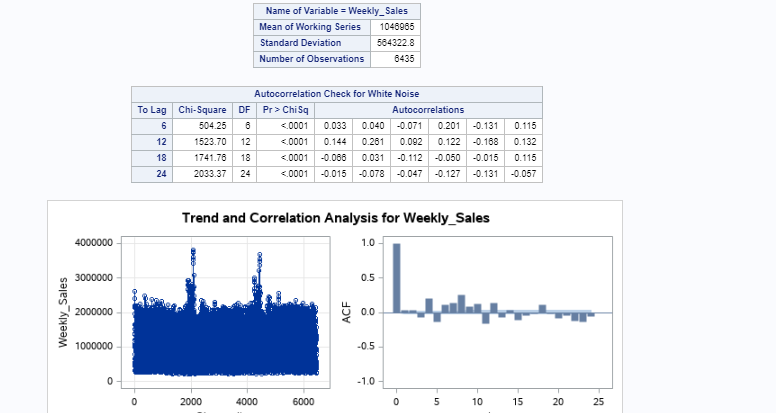 Name of Variable = Weekly_Sales
Mean of Working Series 1046965
Standard Deviation 564322.8
Number of Observations 6435
Autocorrelation Check for White Noise
To Lag Chi-Square DF Pr > ChiSq Autocorrelations
6 504.25 6 <.0001 0.033 0.040 -0.071 0.201 -0.131 0.115
12 1523.70 12 <.0001 0.144 0.261 0.092 0.122 -0.168 0.132
18 1741.76 18 <.0001 -0.066 0.031 -0.112 -0.050 -0.015 0.115
24 2033.37 24 <.0001 -0.015 -0.078 -0.047 -0.127 -0.131 -0.057
Trend and Correlation Analysis for Weekly_Sales
4000000
3000000
2000000
1000000
0
Weekly_Sales
0 2000 4000 6000
1.0
0.5
0.0
-0.5
-1.0
ACF
0 5 10 15 20 25